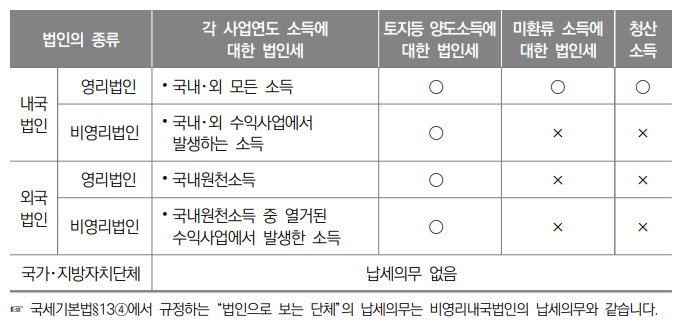 법인의 종류
각 사업연도 소득에
대한 법인세
토지등 양도소득에
대한 법인세
미환류 소득에
대한 법인세
청산
소득
내국
법인
영리법인
• 국내·외 모든 소득
○
○
○
비영리법인
• 국내·외 수익사업에서
발생하는 소득
○
×
×
외국
법인
영리법인
• 국내원천소득
○
×
×
비영리법인
• 국내원천소득 중 열거된
수익사업에서 발생한 소득
○
×
×
국가·지방자치단체
납세의무 없음
☞ 국세기본법§13④에서 규정하는 “법인으로 보는 단체”의 납세의무는 비영리내국법인의 납세의무와 같습니다.